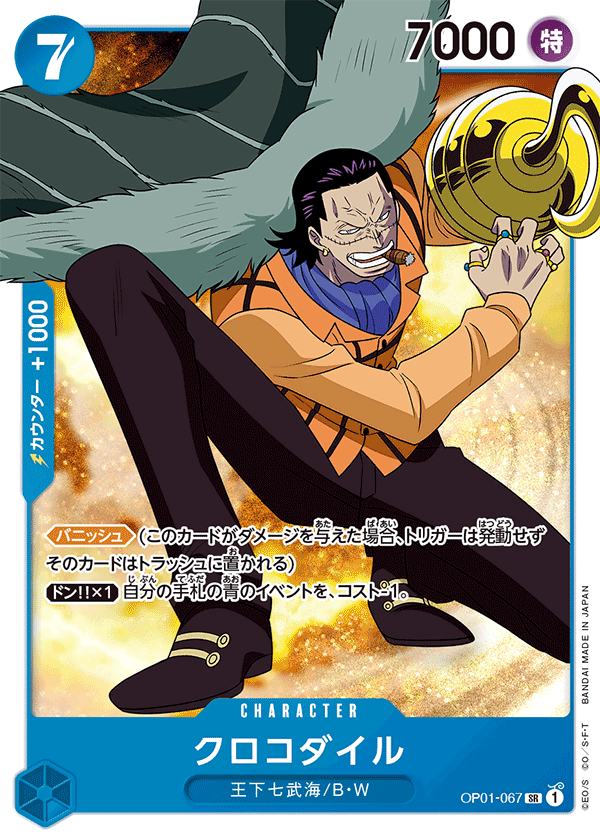 7
7000 特
カウンター +1000
バニッシュ (このカードがダメージを与えた場合、トリガーは発動せず
そのカードはトラッシュに置かれる)
ドン!!×1 自分の手札の青のイベントを、コスト-1。
CHARACTER
クロコダイル
王下七武海/B・W
OP01-067 SR 1
©E.O/S ©O/S・F・T BANDAI MADE IN JAPAN